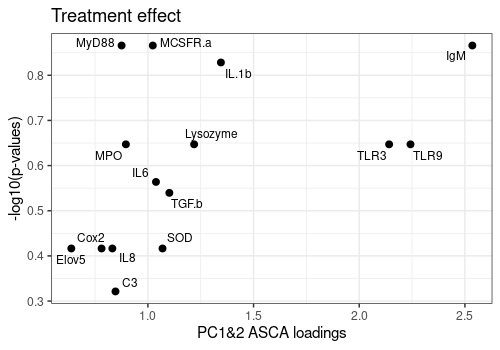 Treatment effect
MyD88
MCSFR.a
IgM
IL.1b
0.8
0.7
Lysozyme
MPO
TLR3
TLR9
0.6
IL6
TGF.b
0.5
Cox2
SOD
0.4
Elov5
IL8
C3
0.3
-log10(p-values)
1.0
1.5
2.0
2.5
PC1&2 ASCA loadings